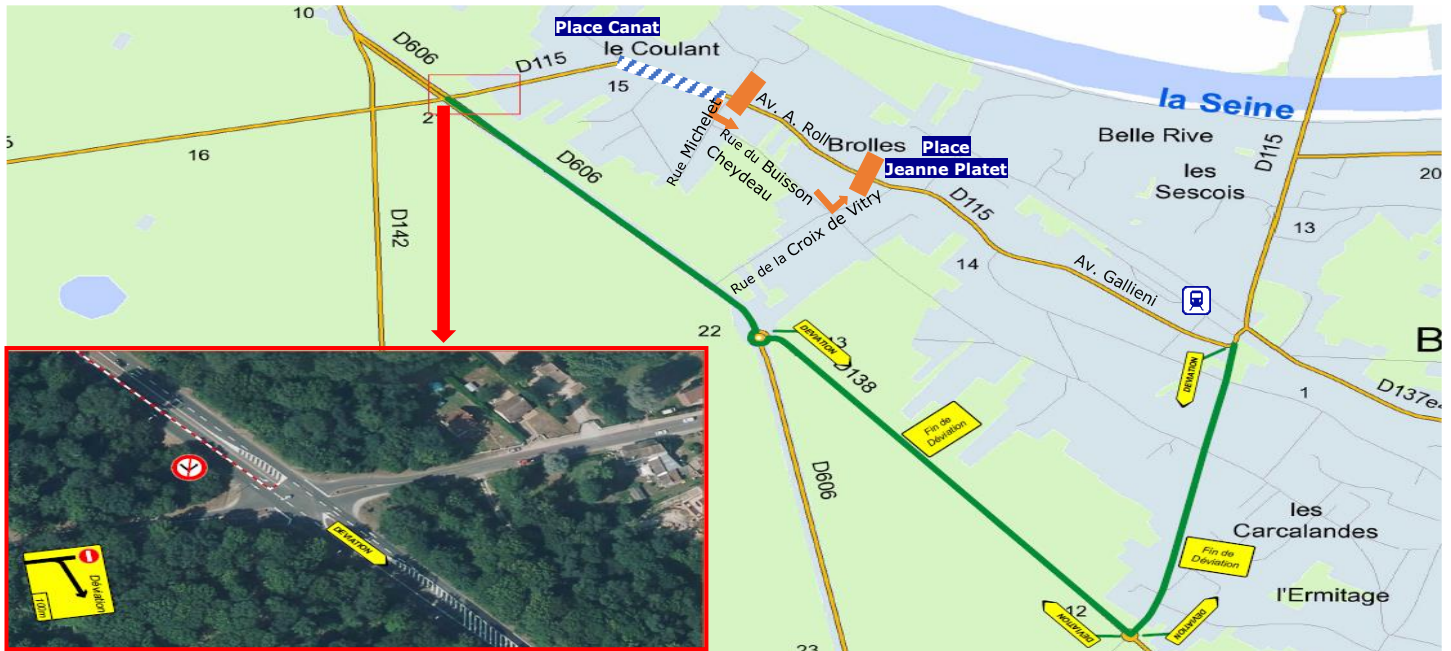 10
Place Canat
le Coulant
D606
D115
15
Av. A. Roll
la Seine
2
16
Rue Michelet
Rue du Buisson
Cheydeau
Brolles
Place
Jeanne Platet
Belle Rive
les
Sescois
D115
20
D606
D142
Rue de la Croix de Vitry
D115
13
14
Av. Gallieni
22
DEVIATION
D138
DEVIATION
B
1
D137e4
Fin de
Déviation
D606
les
Carcalandes
Fin de
Déviation
l'Ermitage
12
DEVIATION
DEVIATION
23
DEVIATION
Déviation
100m